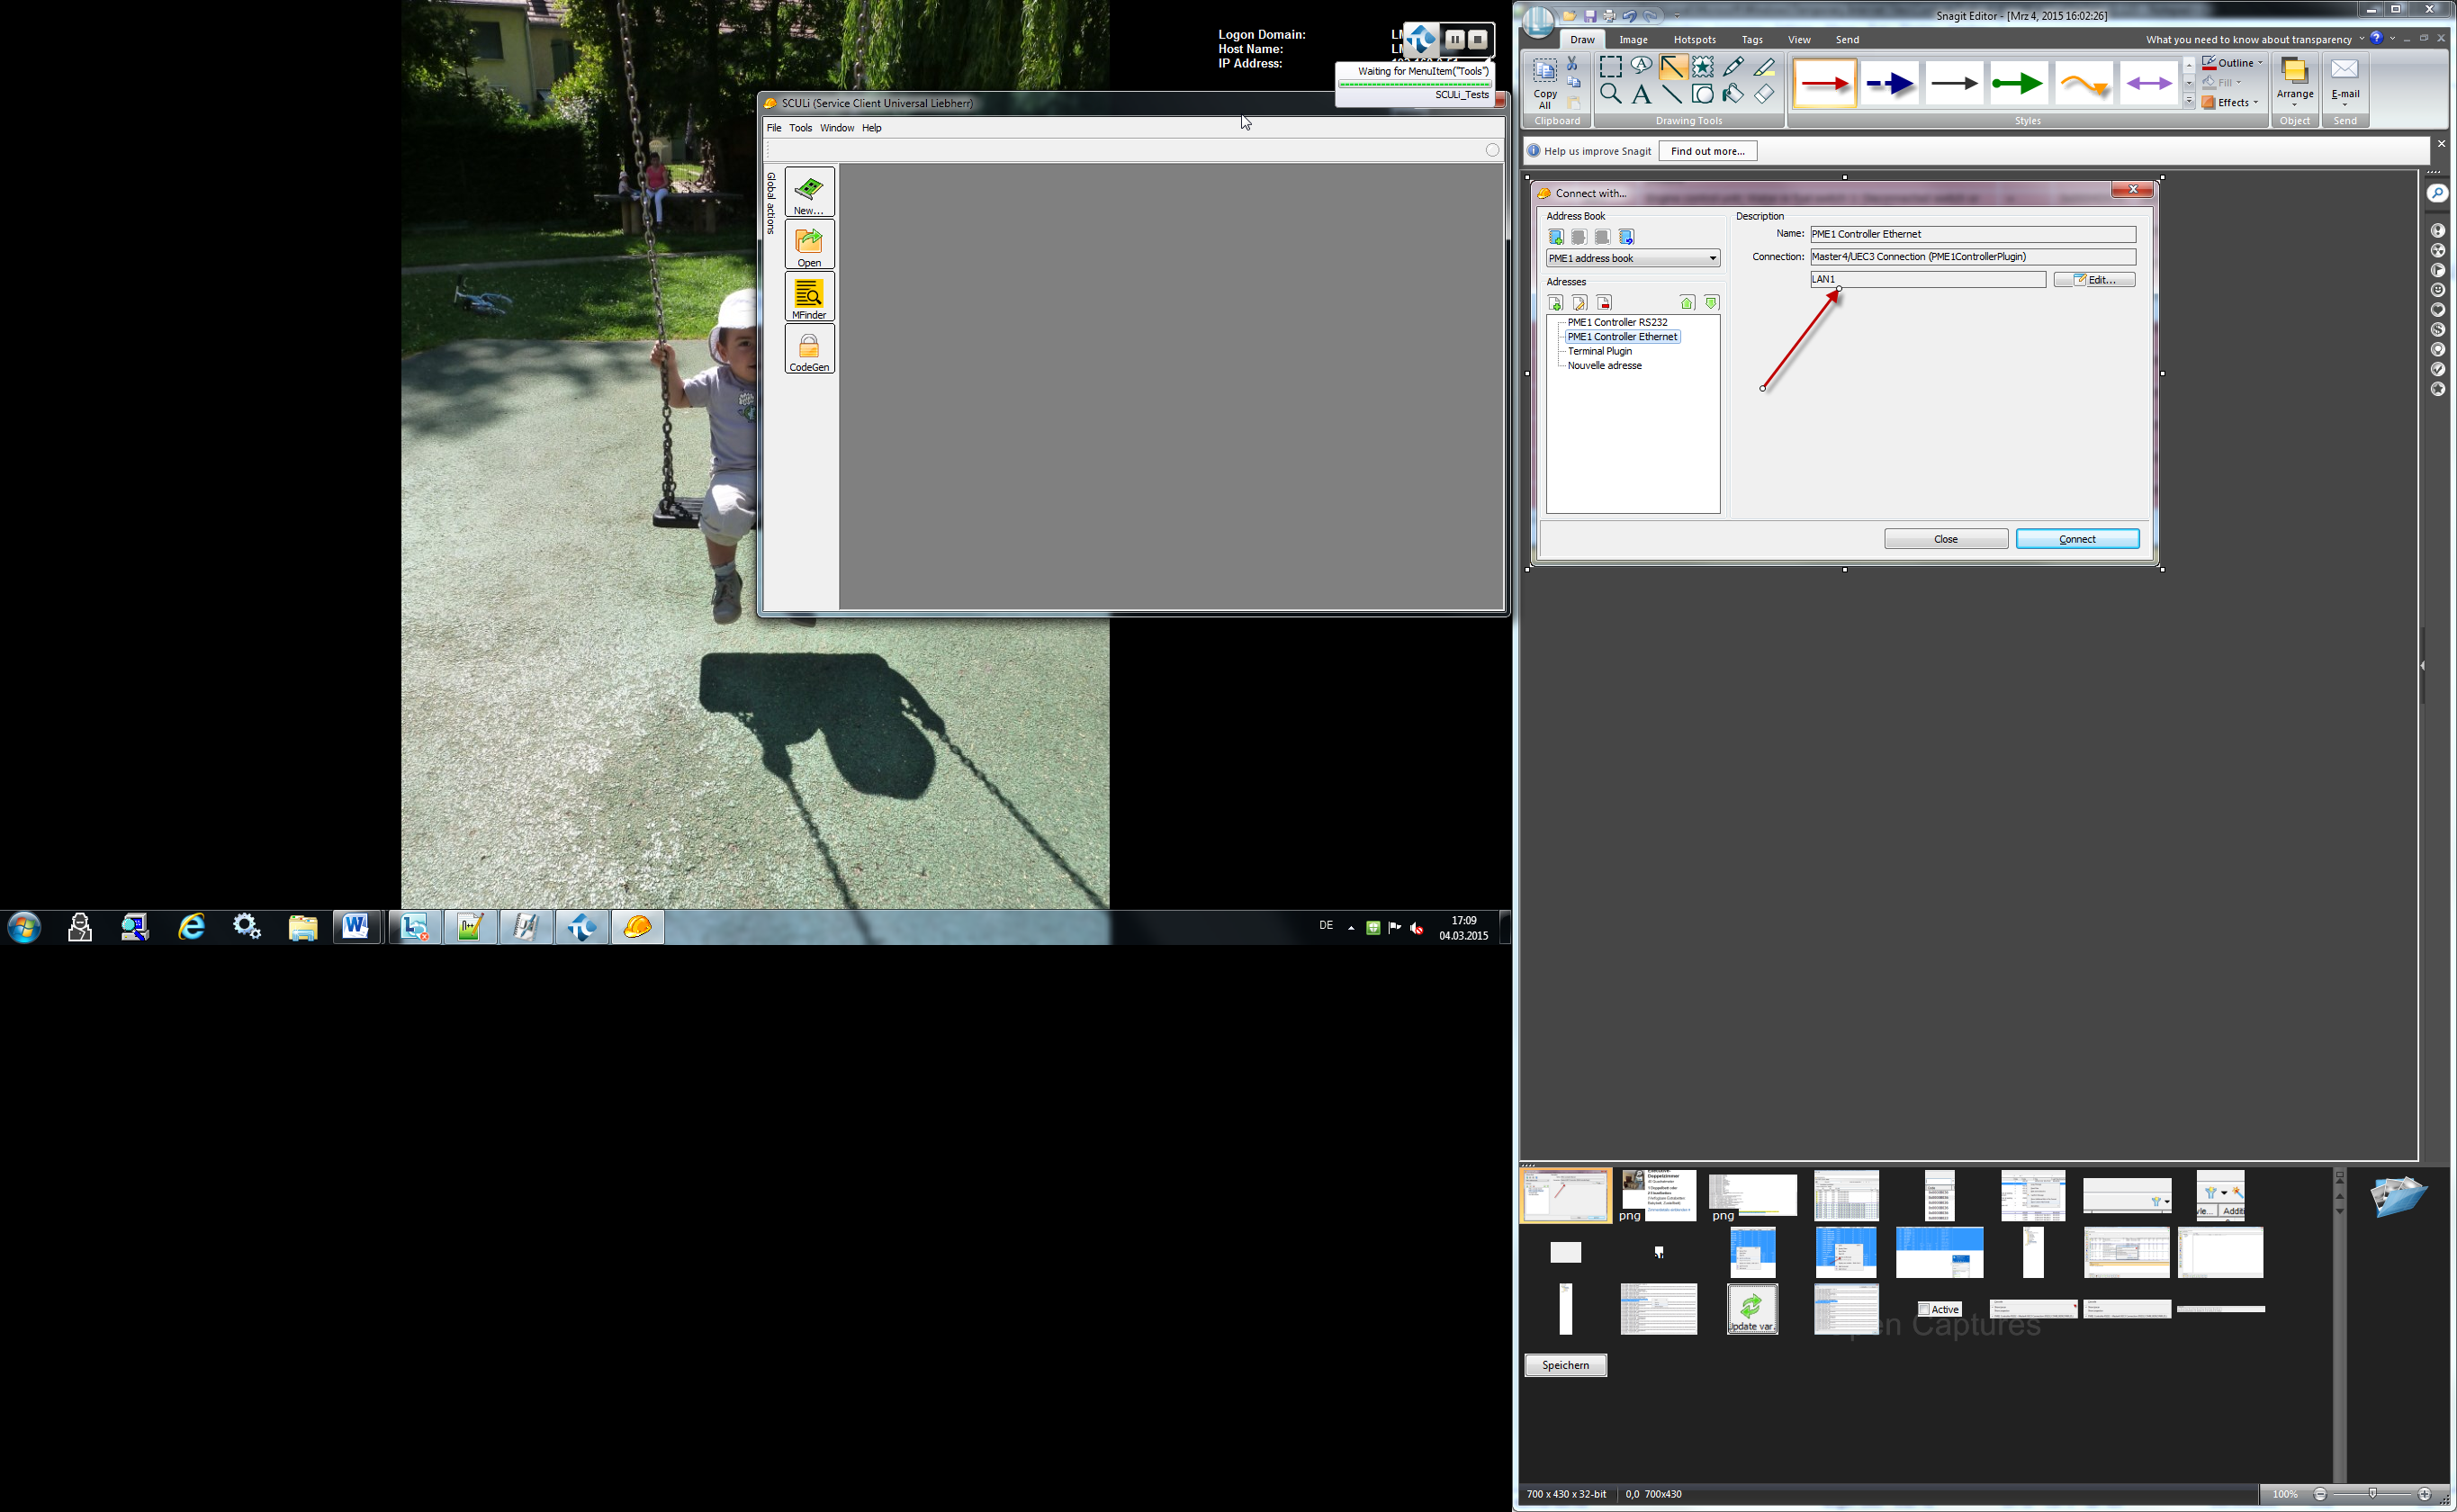 Logon Domain:
Host Name:
IP Address:
Waiting for MenuItem("Tools")
SCULi_Tests
SCULi (Service Client Universal Liebherr)
File Tools Window Help
Global actions
New...
Open
MFinder
CodeGen
DE
17:09
04.03.2015
Snagit Editor - [Mrz 4, 2015 16:02:26]
Draw Image Hotspots Tags View Send
What you need to know about transparency
Copy All
Clipboard
Drawing Tools
Styles
Outline
Fill
Effects
Arrange
Object
E-mail
Send
Help us improve Snagit
Find out more...
Connect with...
Address Book
PME1 address book
Adresses
PME1 Controller RS232
PME1 Controller Ethernet
Terminal Plugin
Nouvelle adresse
Description
Name: PME1 Controller Ethernet
Connection: Master4/UEC3 Connection (PME1ControllerPlugin)
LAN1
Edit...
Close
Connect
png
png
Active
Speichern
Captures
700 x 430 x 32-bit
0,0 700x430
100%